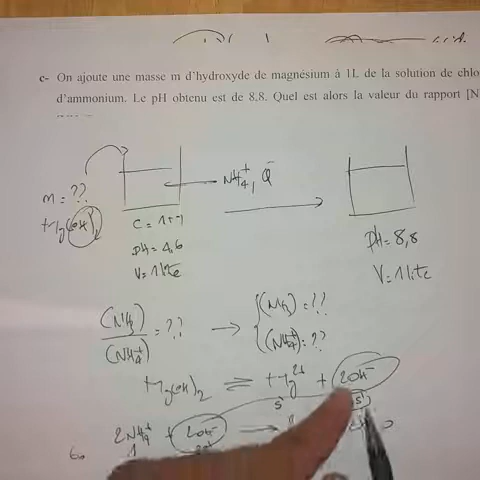 c- On ajoute une masse m d'hydroxyde de magnésium à 1L de la solution de chlo
d'ammonium. Le pH obtenu est de 8,8. Quel est alors la valeur du rapport [N
m = ??
Mg(OH)2
NH4+,
C = 1M
pH = 4,6
V = 1 litre
pH = 8,8
V = 1 litre
(NH3)/(NH4+) = ?? → { (NH3) = ??
(NH4+) = ??
Mg(OH)2 ⇌ Mg2+ + 2OH-
S
2NH4+ + 2OH- →
1